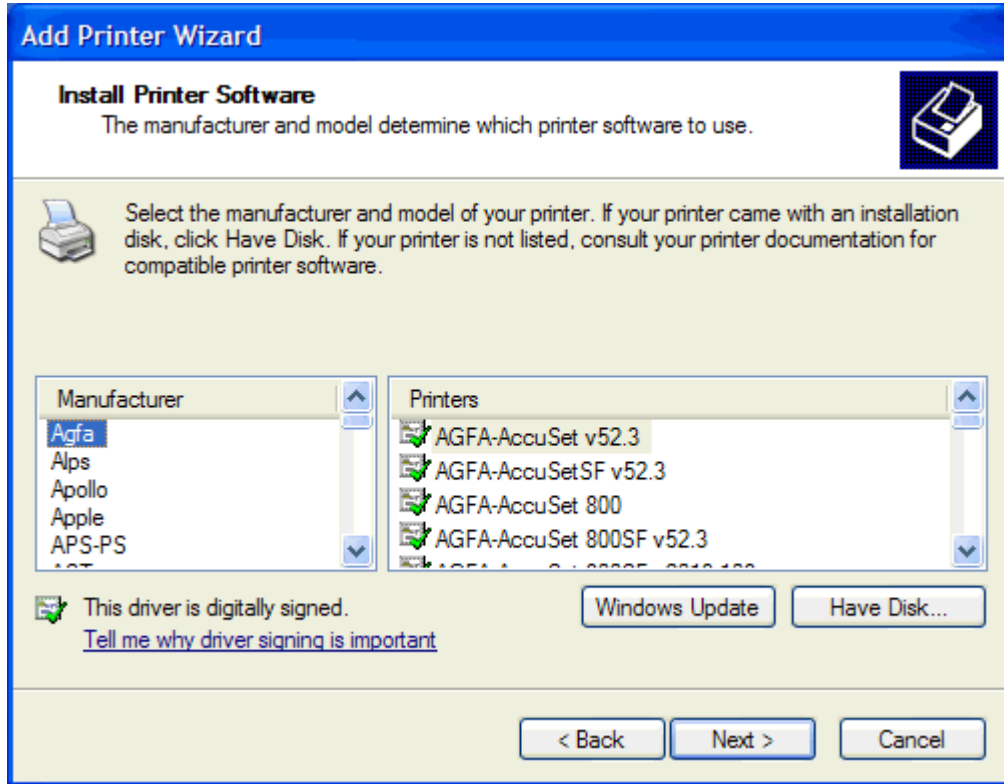 Add Printer Wizard
Install Printer Software
The manufacturer and model determine which printer software to use.
Select the manufacturer and model of your printer. If your printer came with an installation
disk, click Have Disk. If your printer is not listed, consult your printer documentation for
compatible printer software.
Manufacturer
Agfa
Alps
Apollo
Apple
APS-PS
Printers
AGFA-AccuSet v52.3
AGFA-AccuSetSF v52.3
AGFA-AccuSet 800
AGFA-AccuSet 800SF v52.3
This driver is digitally signed.
Tell me why driver signing is important
Windows Update
Have Disk...
< Back
Next >
Cancel